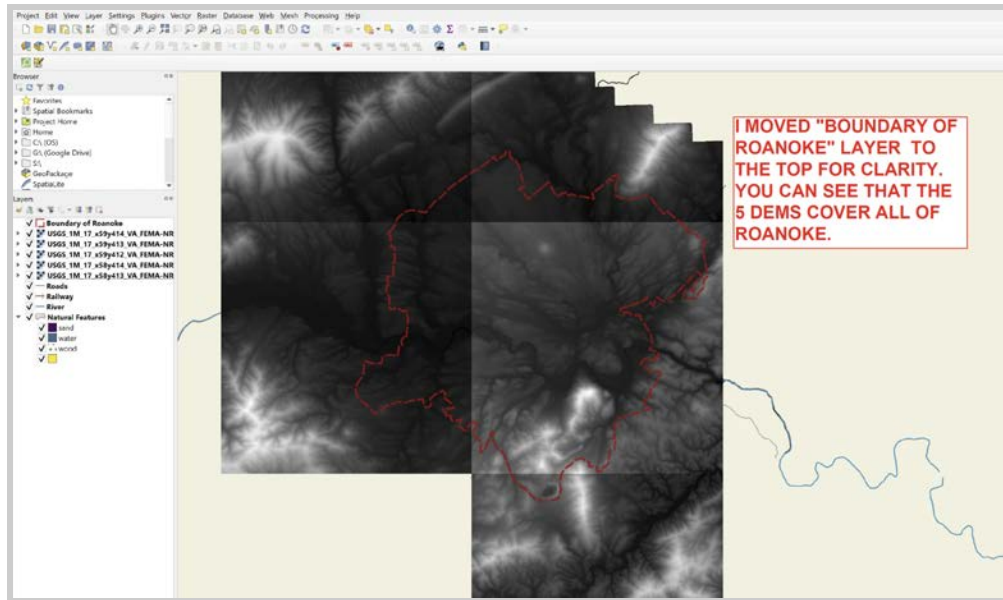 Project Edit View Layer Settings Plugins Vector Raster Database Web Mesh Processing Help
Browser
Favorites
Spatial Bookmarks
Project Home
Home
C:\ (OS)
G:\ (Google Drive)
S:\
GeoPackage
SpatiaLite
Layers
Boundary of Roanoke
USGS_1M_17_x59y414_VA_FEMA-NR
USGS_1M_17_x59y413_VA_FEMA-NR
USGS_1M_17_x59y412_VA_FEMA-NR
USGS_1M_17_x58y414_VA_FEMA-NR
USGS_1M_17_x58y413_VA_FEMA-NR
Roads
Railway
River
Natural Features
sand
water
wood
I MOVED "BOUNDARY OF
ROANOKE" LAYER TO
THE TOP FOR CLARITY.
YOU CAN SEE THAT THE
5 DEMS COVER ALL OF
ROANOKE.